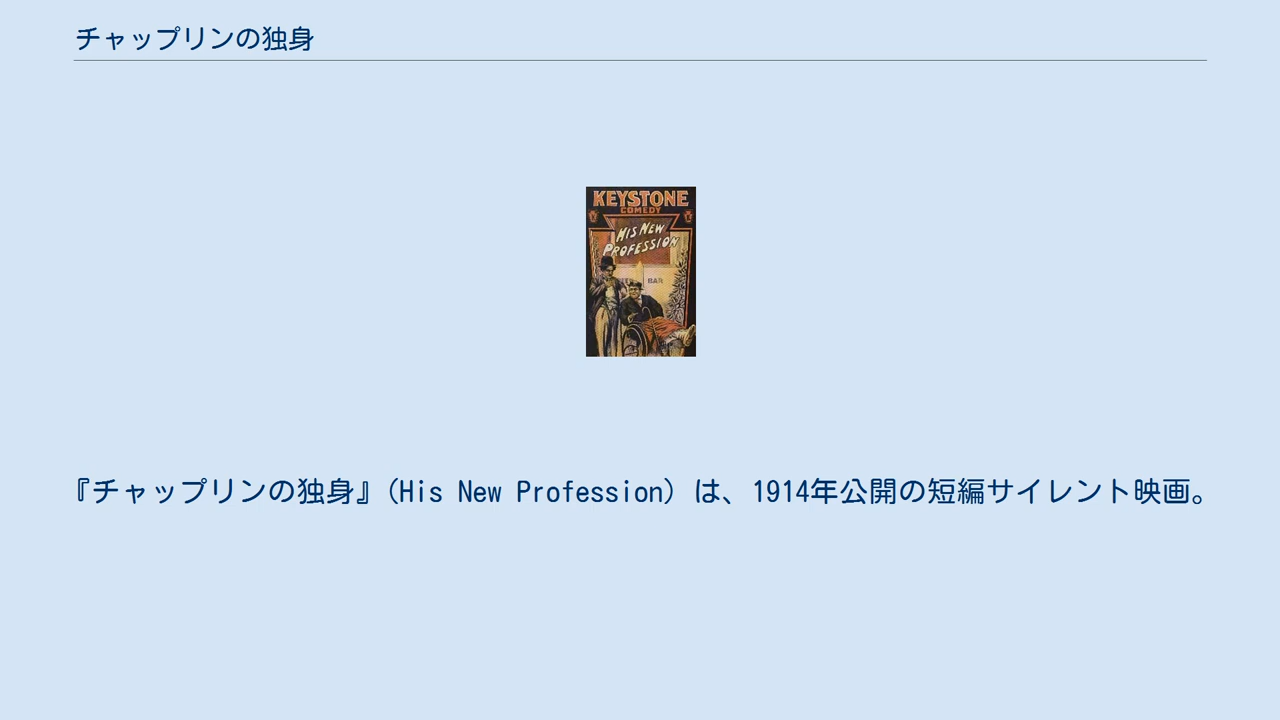 チャップリンの独身
KEYSTONE
COMEDY
HIS NEW
PROFESSION
BAR
『チャップリンの独身』(His New Profession) は、1914年公開の短編サイレント映画。